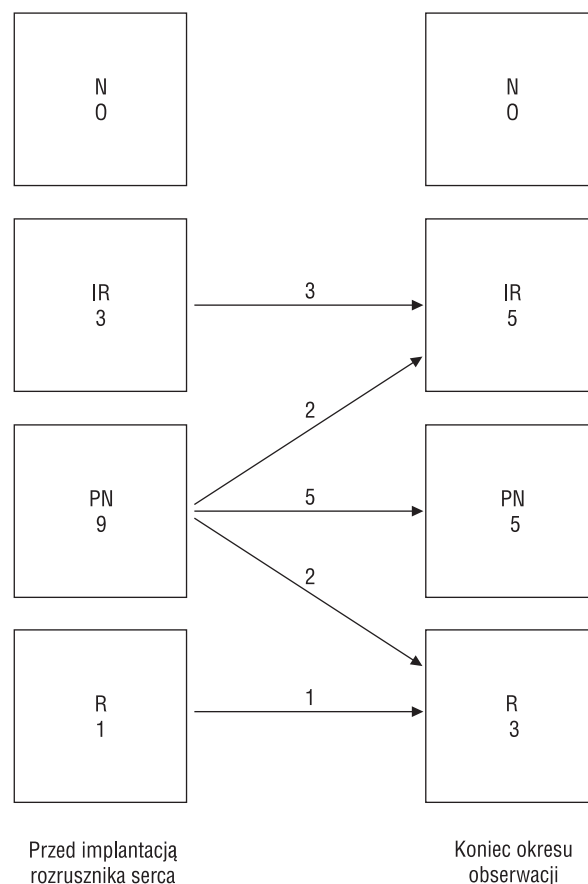 N
0
N
0
IR
3
3
IR
5
2
PN
9
5
PN
5
2
R
1
1
R
3
Przed implantacją
rozrusznika serca
Koniec okresu
obserwacji